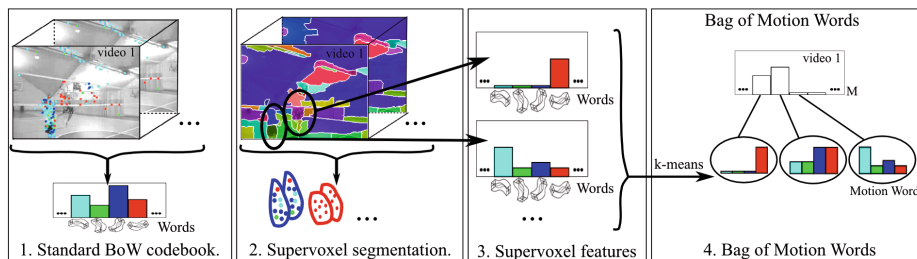 video 1
...
... ...
Words
1. Standard BoW codebook.
video 1
...
...
2. Supervoxel segmentation.
... ...
Words
... ...
Words
...
3. Supervoxel features
Bag of Motion Words
video 1
... ...
M
k-means
Motion Word
4. Bag of Motion Words